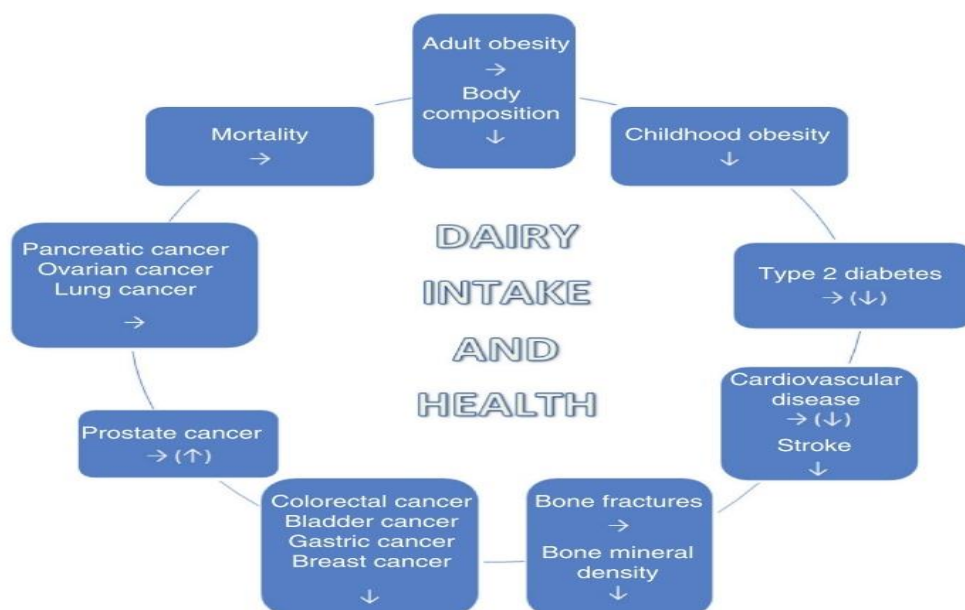 Adult obesity
→
Body
composition
↓
Childhood obesity
↓
Type 2 diabetes
→ (↓)
Cardiovascular
disease
→ (↓)
Stroke
↓
Bone fractures
→
Bone mineral
density
↓
Colorectal cancer
Bladder cancer
Gastric cancer
Breast cancer
↓
Prostate cancer
→ (↑)
Pancreatic cancer
Ovarian cancer
Lung cancer
→
Mortality
→
DAIRY
INTAKE
AND
HEALTH